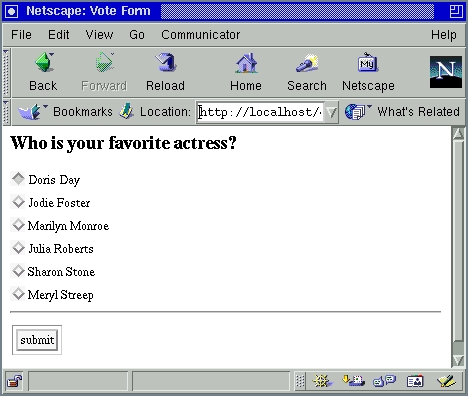 Netscape: Vote Form
File Edit View Go Communicator Help
Back Forward Reload Home Search Netscape
My
N
Bookmarks Location: http://localhost/ What's Related
Who is your favorite actress?
Doris Day
Jodie Foster
Marilyn Monroe
Julia Roberts
Sharon Stone
Meryl Streep
submit